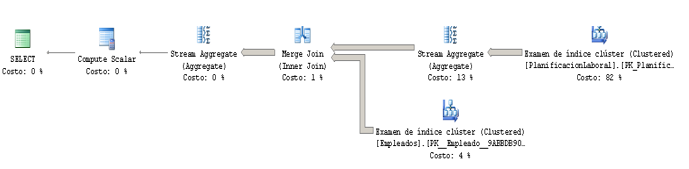 SELECT
Costo: 0 %
Compute Scalar
Costo: 0 %
Stream Aggregate
(Aggregate)
Costo: 0 %
Merge Join
(Inner Join)
Costo: 1 %
Stream Aggregate
(Aggregate)
Costo: 13 %
Examen de índice clúster (Clustered)
[PlanificacionLaboral].[PK_Planific…
Costo: 82 %
Examen de índice clúster (Clustered)
[Empleados].[PK__Empleado__9ABBDB90…
Costo: 4 %